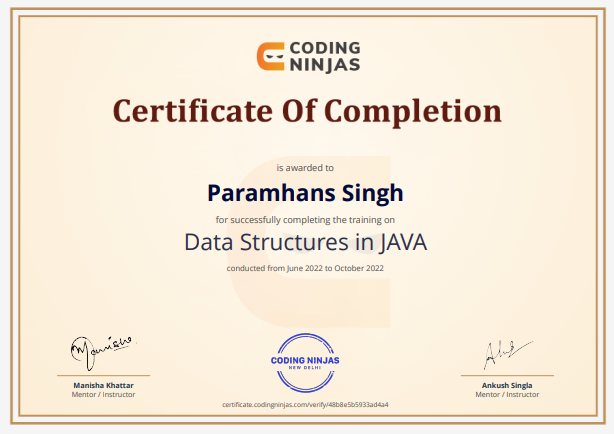 CODING
NINJAS
Certificate Of Completion
is awarded to
Paramhans Singh
for successfully completing the training on
Data Structures in JAVA
conducted from June 2022 to October 2022
Manisha
CODING NINJAS
NEW DELHI
Manisha Khattar
Mentor / Instructor
Ankush Singla
Mentor / Instructor
certificate.codingninjas.com/verify/48b8e5b5933ad4a4